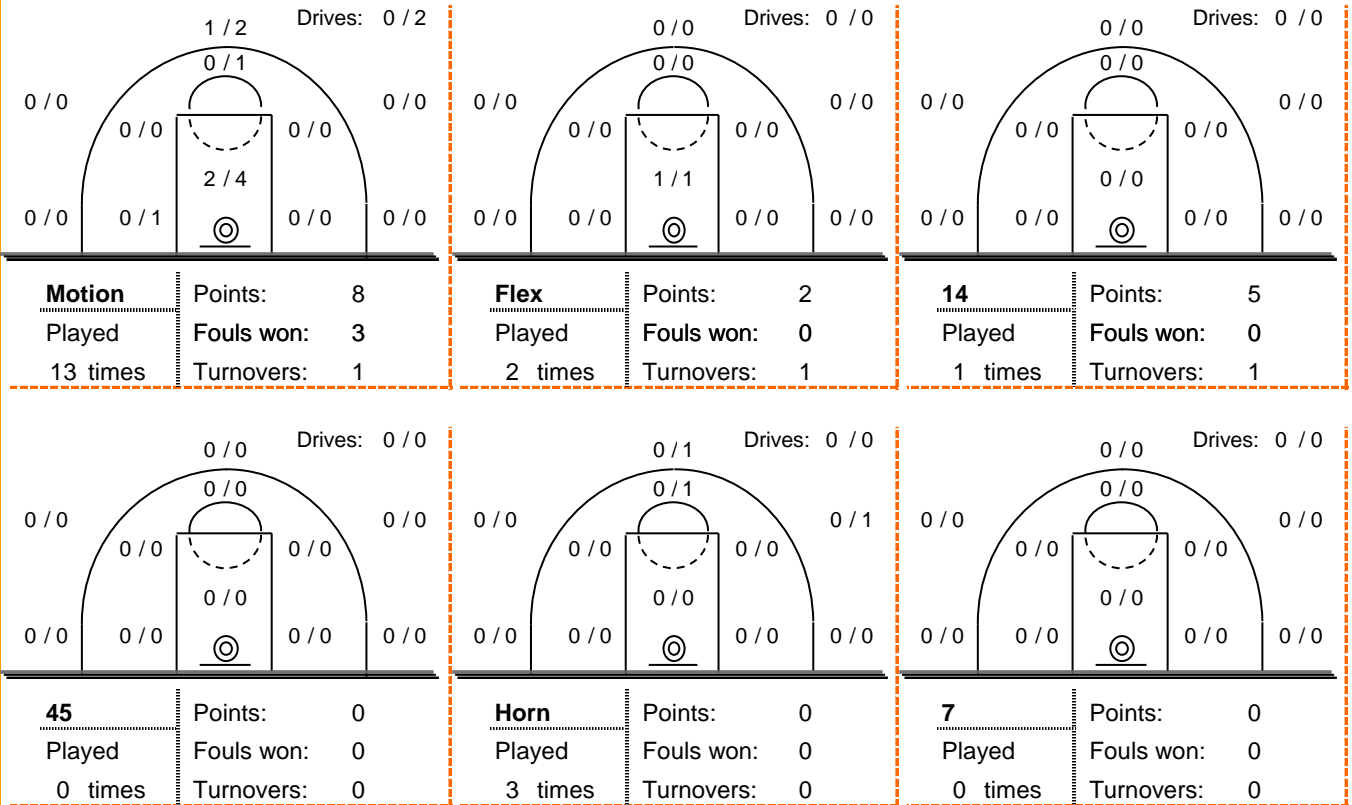 Drives: 0 / 2
1 / 2
0 / 1
0 / 0
0 / 0
0 / 0
0 / 0
2 / 4
0 / 0
0 / 1
0 / 0
0 / 0
Motion
Points: 8
Played
Fouls won: 3
13 times
Turnovers: 1
Drives: 0 / 0
0 / 0
0 / 0
0 / 0
0 / 0
0 / 0
0 / 0
1 / 1
0 / 0
0 / 0
0 / 0
0 / 0
Flex
Points: 2
Played
Fouls won: 0
2 times
Turnovers: 1
Drives: 0 / 0
0 / 0
0 / 0
0 / 0
0 / 0
0 / 0
0 / 0
0 / 0
0 / 0
0 / 0
0 / 0
0 / 0
14
Points: 5
Played
Fouls won: 0
1 times
Turnovers: 1
Drives: 0 / 0
0 / 0
0 / 0
0 / 0
0 / 0
0 / 0
0 / 0
0 / 0
0 / 0
0 / 0
0 / 0
0 / 0
45
Points: 0
Played
Fouls won: 0
0 times
Turnovers: 0
Drives: 0 / 0
0 / 1
0 / 1
0 / 0
0 / 1
0 / 0
0 / 0
0 / 0
0 / 0
0 / 0
0 / 0
0 / 0
Horn
Points: 0
Played
Fouls won: 0
3 times
Turnovers: 0
Drives: 0 / 0
0 / 0
0 / 0
0 / 0
0 / 0
0 / 0
0 / 0
0 / 0
0 / 0
0 / 0
0 / 0
0 / 0
7
Points: 0
Played
Fouls won: 0
0 times
Turnovers: 0